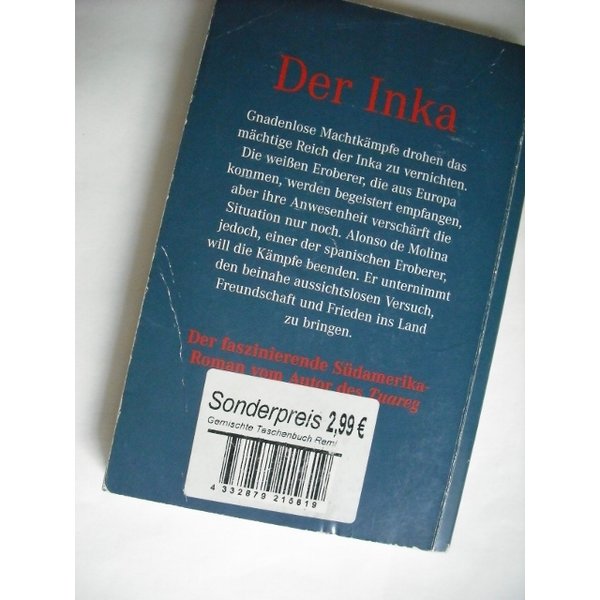 Der Inka
Gnadenlose Machtkämpfe drohen das
mächtige Reich der Inka zu vernichten.
Die weißen Eroberer, die aus Europa
kommen, werden begeistert empfangen,
aber ihre Anwesenheit verschärft die
Situation nur noch. Alonso de Molina
jedoch, einer der spanischen Eroberer,
will die Kämpfe beenden. Er unternimmt
den beinahe aussichtslosen Versuch,
Freundschaft und Frieden ins Land
zu bringen.
Der faszinierende Südamerika-
Roman vom Autor des Tuareg
Sonderpreis 2,99 €
Gemischte Taschenbuch Remi
4 332879 215819